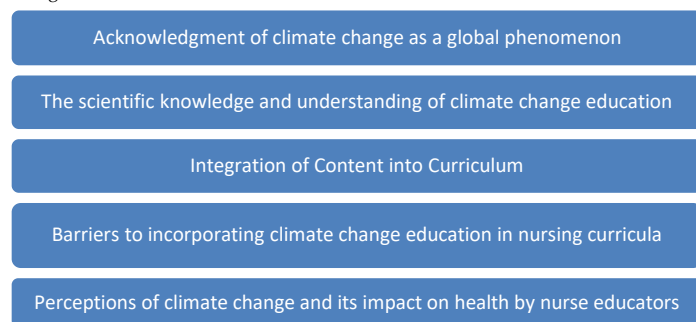 Acknowledgment of climate change as a global phenomenon
The scientific knowledge and understanding of climate change education
Integration of Content into Curriculum
Barriers to incorporating climate change education in nursing curricula
Perceptions of climate change and its impact on health by nurse educators